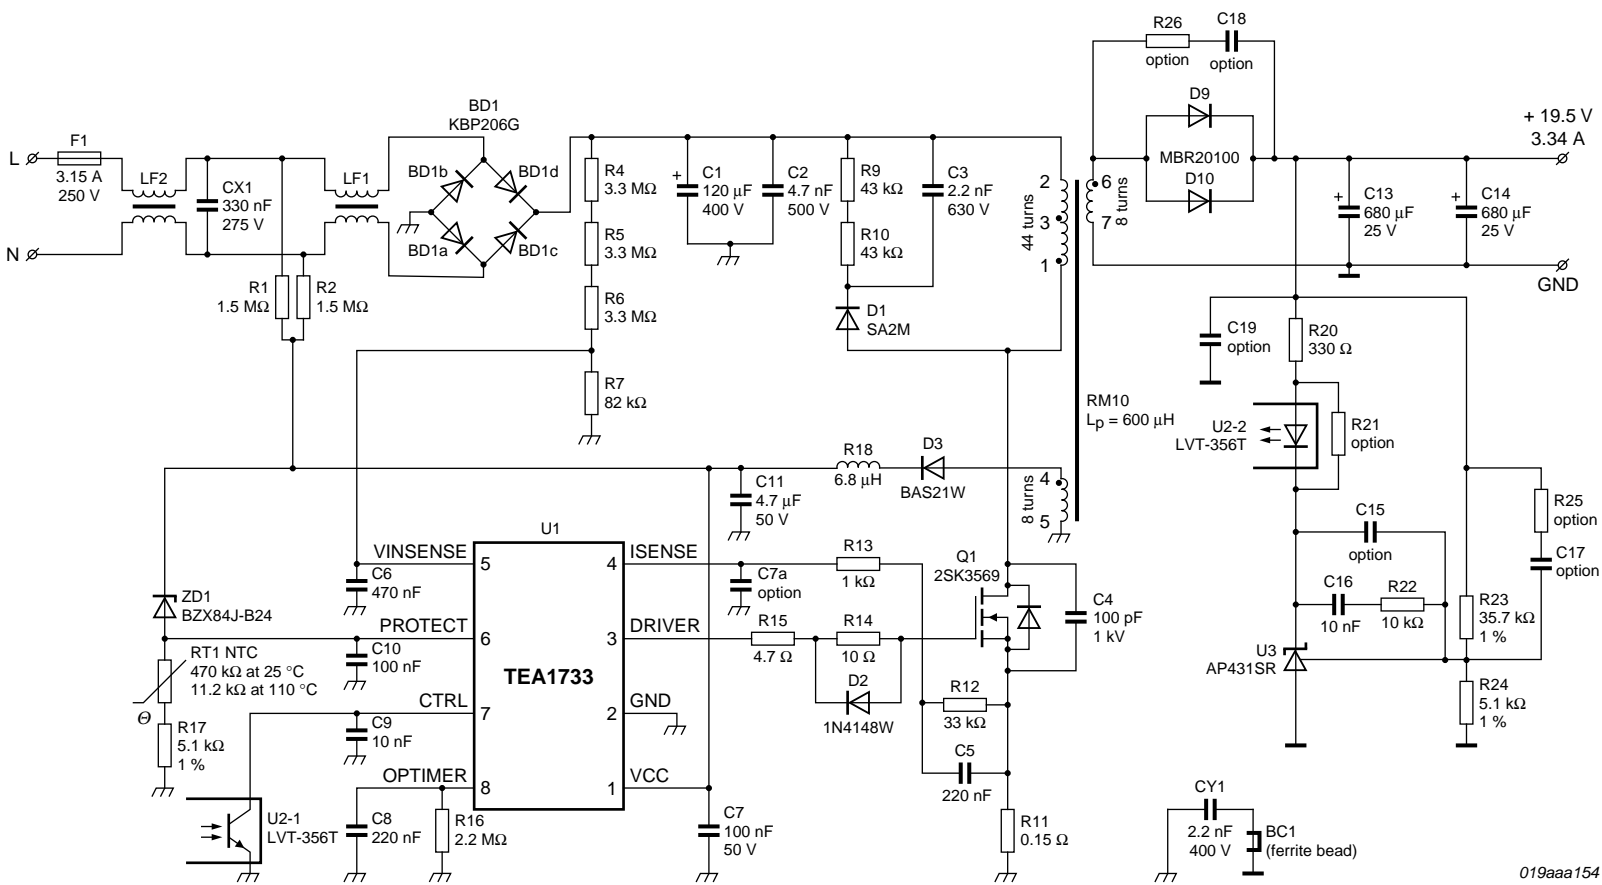 R26
option
C18
option
D9
MBR20100
D10
+ 19.5 V
3.34 A
BD1
KBP206G
L
F1
3.15 A
250 V
LF2
CX1
330 nF
275 V
LF1
BD1b
BD1d
BD1a
BD1c
N
R1
1.5 MΩ
R2
1.5 MΩ
R4
3.3 MΩ
R5
3.3 MΩ
R6
3.3 MΩ
R7
82 kΩ
+
C1
120 μF
400 V
C2
4.7 nF
500 V
R9
43 kΩ
R10
43 kΩ
C3
2.2 nF
630 V
D1
SA2M
2
3
1
44 turns
6
7
8 turns
+
C13
680 μF
25 V
+
C14
680 μF
25 V
GND
C19
option
R20
330 Ω
RM10
Lp = 600 μH
U2-2
LVT-356T
R21
option
R18
6.8 μH
D3
BAS21W
4
5
8 turns
C11
4.7 μF
50 V
C15
option
R25
option
C17
option
C16
10 nF
R22
10 kΩ
R23
35.7 kΩ
1 %
U3
AP431SR
R24
5.1 kΩ
1 %
U1
VINSENSE
5
4
ISENSE
C6
470 nF
C7a
option
R13
1 kΩ
Q1
2SK3569
C4
100 pF
1 kV
ZD1
BZX84J-B24
PROTECT
6
3
DRIVER
R15
4.7 Ω
R14
10 Ω
D2
1N4148W
RT1 NTC
470 kΩ at 25 °C
11.2 kΩ at 110 °C
Θ
C10
100 nF
TEA1733
CTRL
7
2
GND
R12
33 kΩ
R17
5.1 kΩ
1 %
C9
10 nF
OPTIMER
8
1
VCC
C5
220 nF
U2-1
LVT-356T
C8
220 nF
R16
2.2 MΩ
C7
100 nF
50 V
R11
0.15 Ω
CY1
2.2 nF
400 V
BC1
(ferrite bead)
019aaa154